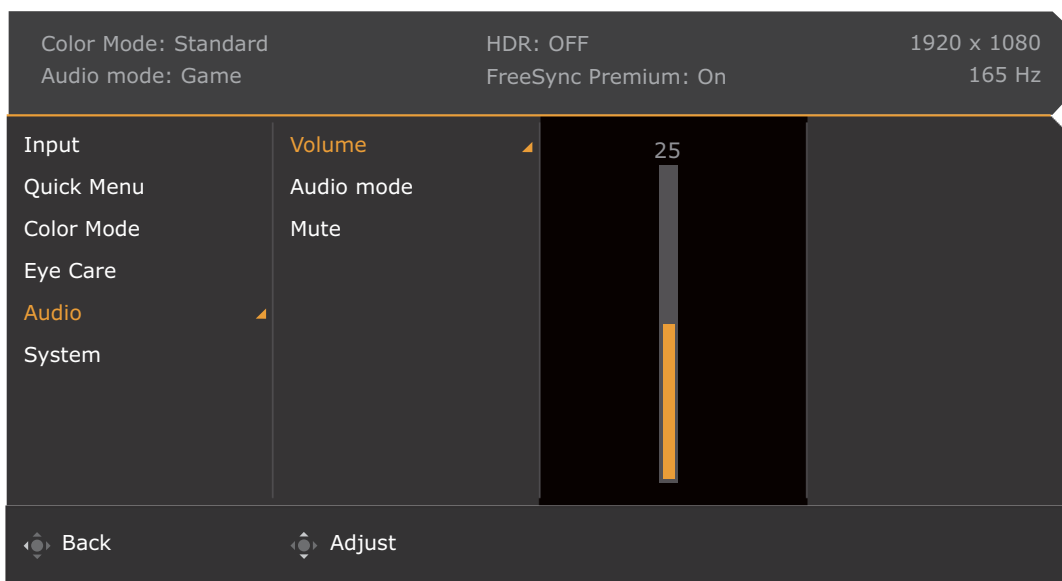 Color Mode: Standard
HDR: OFF
1920 x 1080
Audio mode: Game
FreeSync Premium: On
165 Hz
Input
Quick Menu
Color Mode
Eye Care
Audio
System
Volume
Audio mode
Mute
25
Back
Adjust